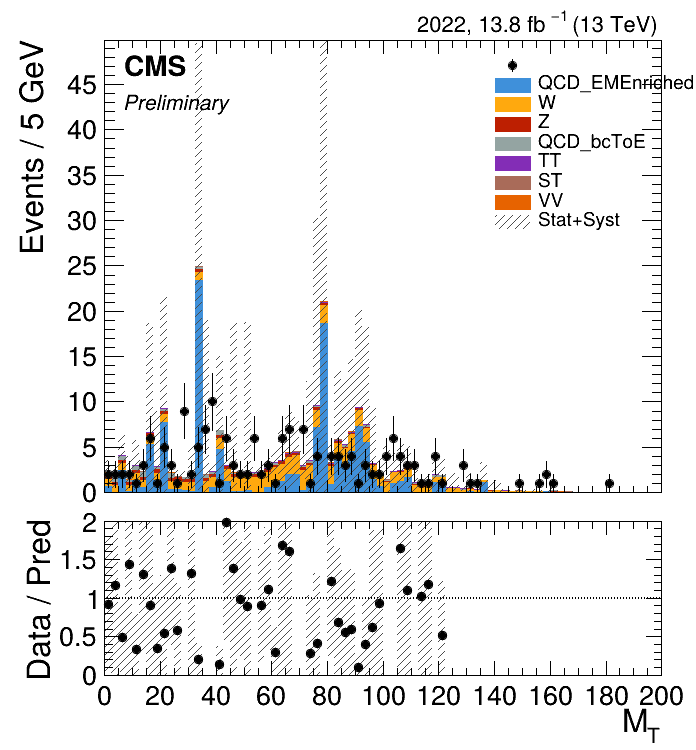 2022, 13.8 fb⁻¹ (13 TeV)
CMS
Preliminary
QCD_EMEnriched
W
Z
QCD_bcToE
TT
ST
VV
Stat+Syst
Events / 5 GeV
45
40
35
30
25
20
15
10
5
0
Data / Pred
2
1.5
1
0.5
0
0 20 40 60 80 100 120 140 160 180 200
M_T